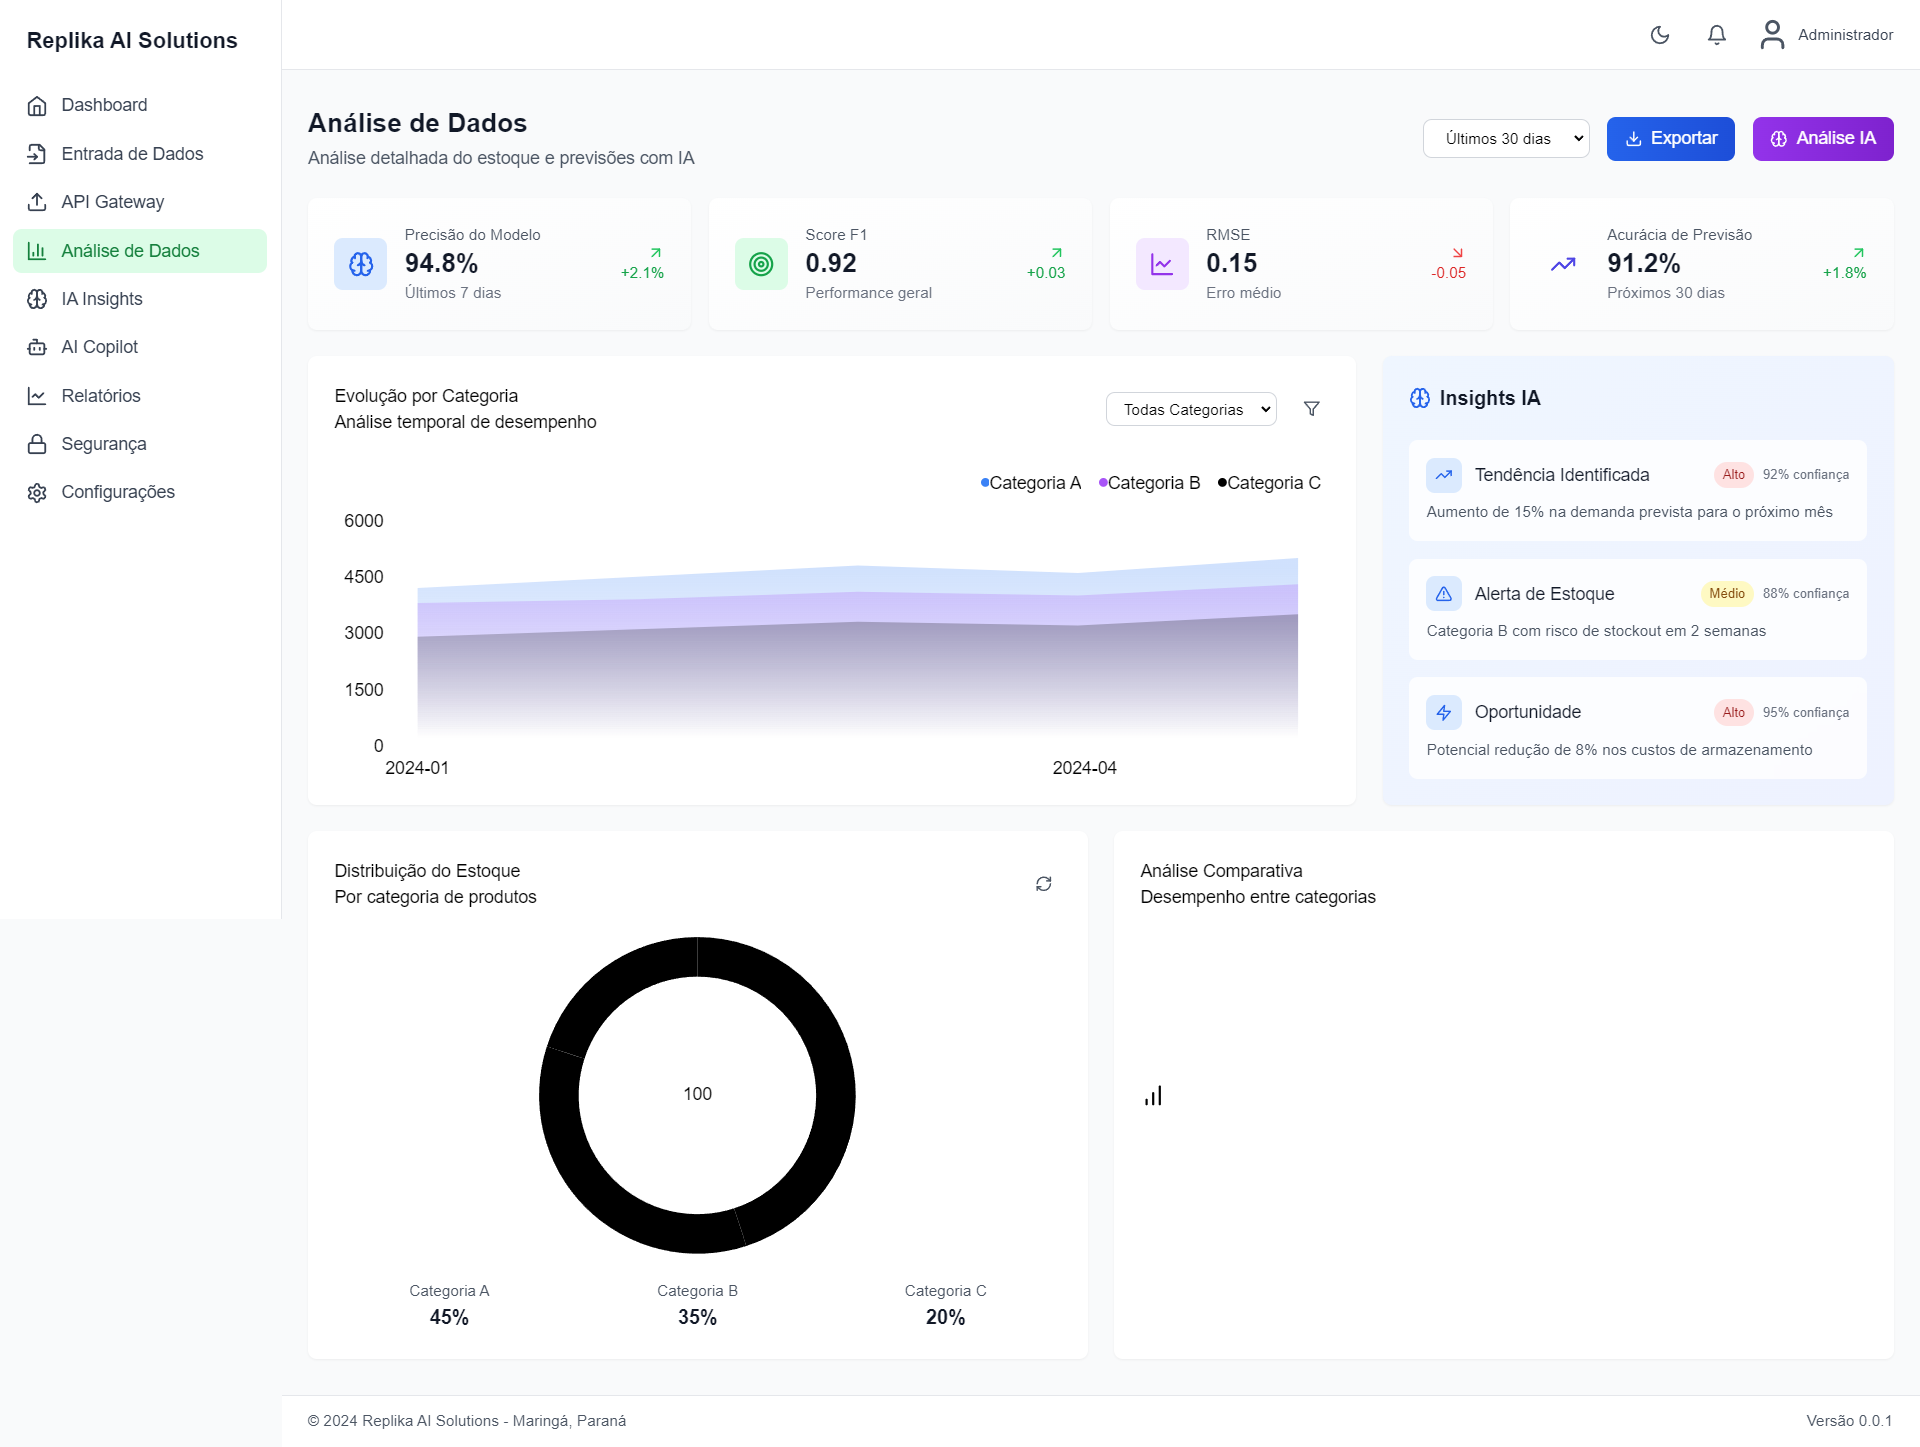 Replika AI Solutions
Administrador
Dashboard
Entrada de Dados
API Gateway
Análise de Dados
IA Insights
AI Copilot
Relatórios
Segurança
Configurações
Análise de Dados
Análise detalhada do estoque e previsões com IA
Últimos 30 dias
Exportar
Análise IA
Precisão do Modelo
94.8%
+2.1%
Últimos 7 dias
Score F1
0.92
+0.03
Performance geral
RMSE
0.15
-0.05
Erro médio
Acurácia de Previsão
91.2%
+1.8%
Próximos 30 dias
Evolução por Categoria
Análise temporal de desempenho
Todas Categorias
Categoria A
Categoria B
Categoria C
6000
4500
3000
1500
0
2024-01
2024-04
Insights IA
Tendência Identificada
Alto
92% confiança
Aumento de 15% na demanda prevista para o próximo mês
Alerta de Estoque
Médio
88% confiança
Categoria B com risco de stockout em 2 semanas
Oportunidade
Alto
95% confiança
Potencial redução de 8% nos custos de armazenamento
Distribuição do Estoque
Por categoria de produtos
100
Categoria A
45%
Categoria B
35%
Categoria C
20%
Análise Comparativa
Desempenho entre categorias
© 2024 Replika AI Solutions - Maringá, Paraná
Versão 0.0.1